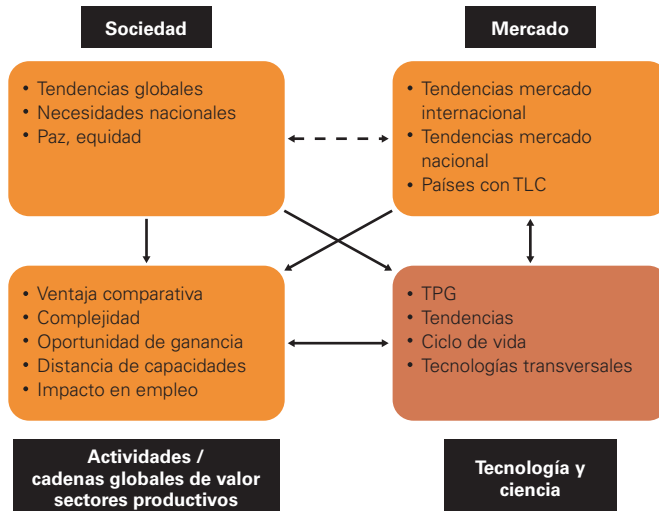 Sociedad
Mercado
• Tendencias globales
• Necesidades nacionales
• Paz, equidad
• Tendencias mercado
internacional
• Tendencias mercado
nacional
• Países con TLC
• Ventaja comparativa
• Complejidad
• Oportunidad de ganancia
• Distancia de capacidades
• Impacto en empleo
• TPG
• Tendencias
• Ciclo de vida
• Tecnologías transversales
Actividades /
cadenas globales de valor
sectores productivos
Tecnología y
ciencia